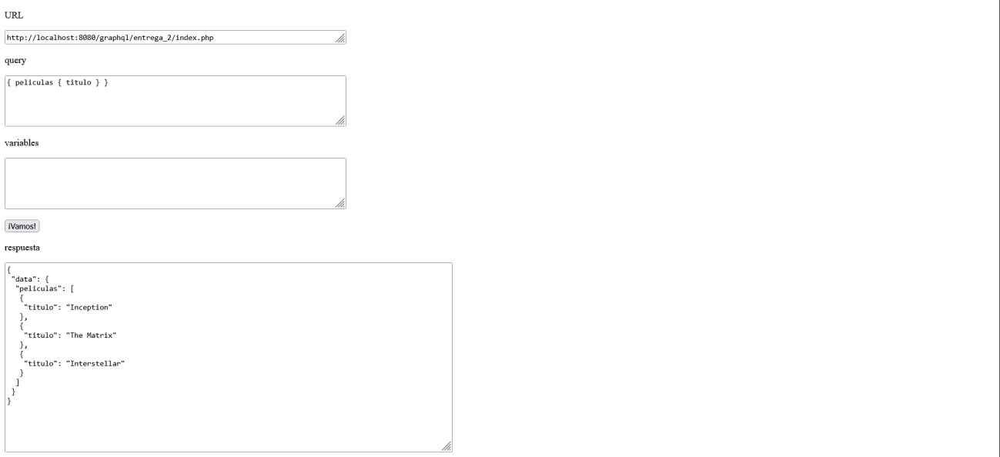 URL
http://localhost:8080/graphql/entrega_2/index.php
query
{ peliculas { titulo } }
variables
¡Vamos!
respuesta
{
"data": {
"peliculas": [
{
"titulo": "Inception"
},
{
"titulo": "The Matrix"
},
{
"titulo": "Interstellar"
}
]
}
}